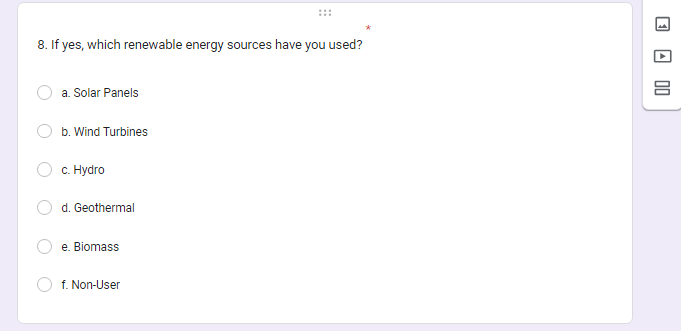 *
8. If yes, which renewable energy sources have you used?
a. Solar Panels
b. Wind Turbines
c. Hydro
d. Geothermal
e. Biomass
f. Non-User